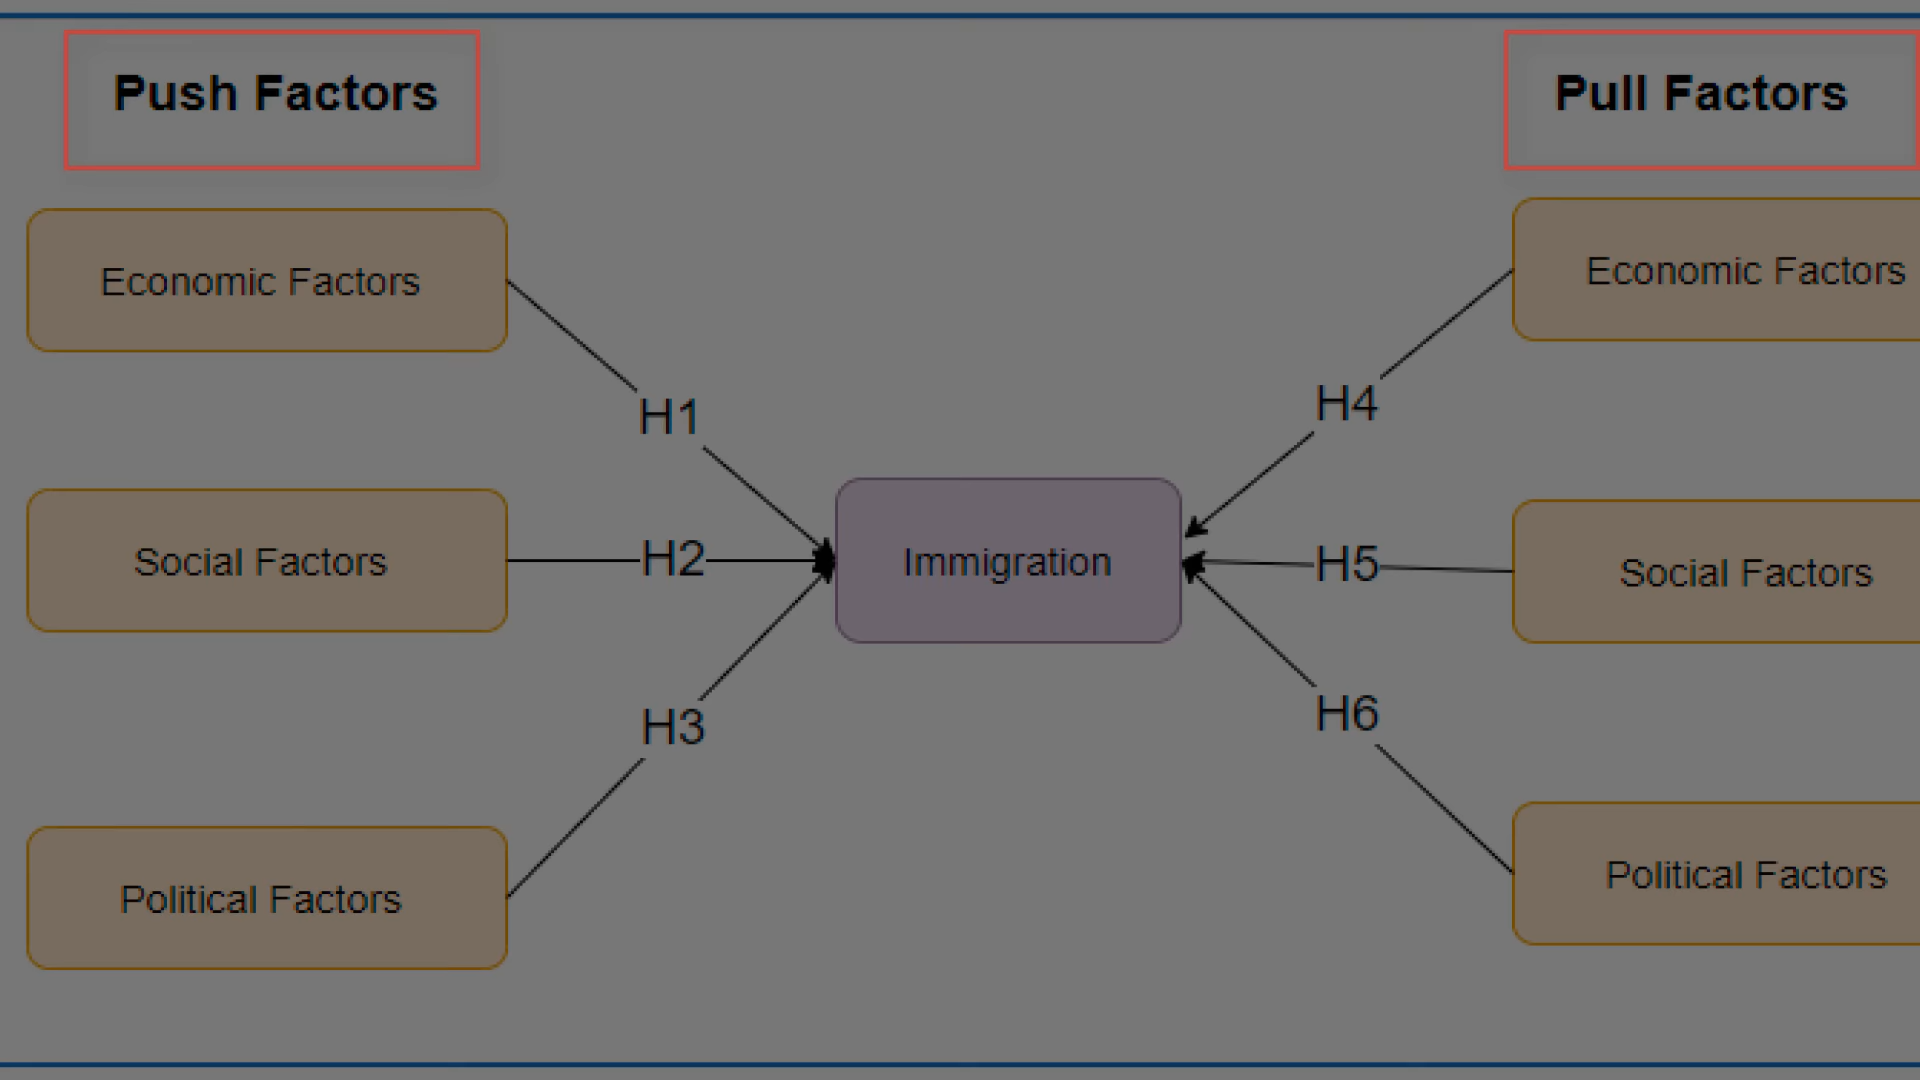 Push Factors
Pull Factors
Economic Factors
Economic Factors
H1
H4
Social Factors
H2
Immigration
H5
Social Factors
H3
H6
Political Factors
Political Factors